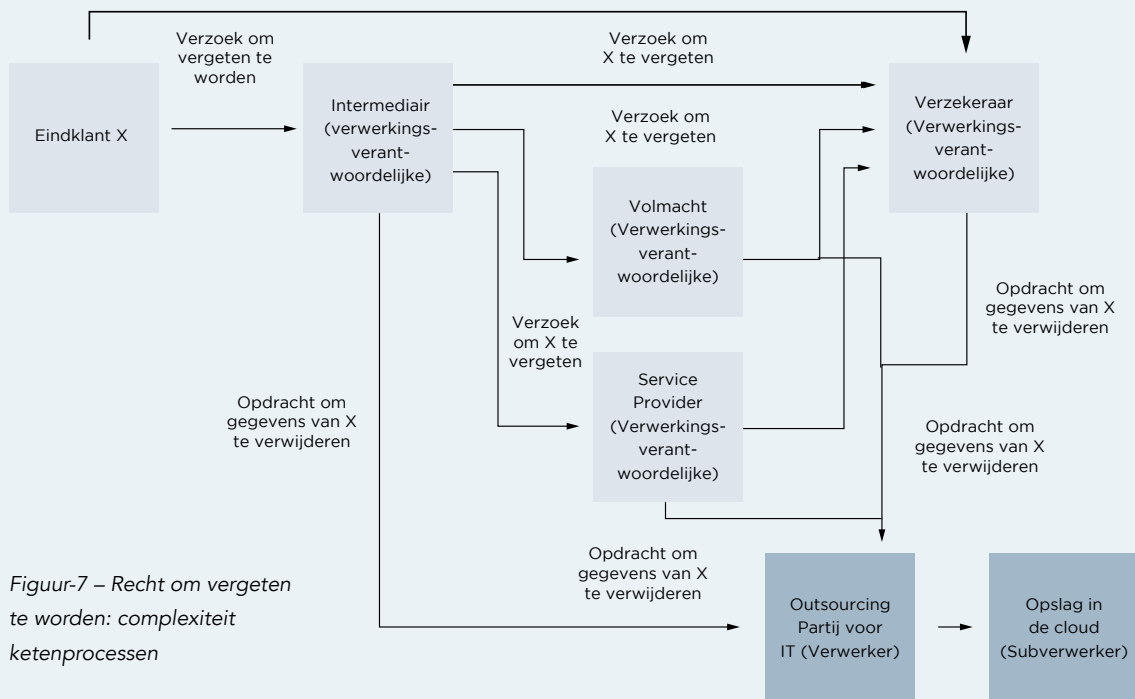 Verzoek om
vergeten te
worden
Verzoek om
X te vergeten
Eindklant X
Intermediair
(verwerkings-
verant-
woordelijke)
Verzekeraar
(Verwerkings-
verant-
woordelijke)
Verzoek om
X te vergeten
Volmacht
(Verwerkings-
verant-
woordelijke)
Opdracht om
gegevens van X
te verwijderen
Verzoek
om X te
vergeten
Service
Provider
(Verwerkings-
verant-
woordelijke)
Opdracht om
gegevens van X
te verwijderen
Opdracht om
gegevens van X
te verwijderen
Opdracht om
gegevens van X
te verwijderen
Figuur-7 – Recht om vergeten
te worden: complexiteit
ketenprocessen
Outsourcing
Partij voor
IT (Verwerker)
Opslag in
de cloud
(Subverwerker)